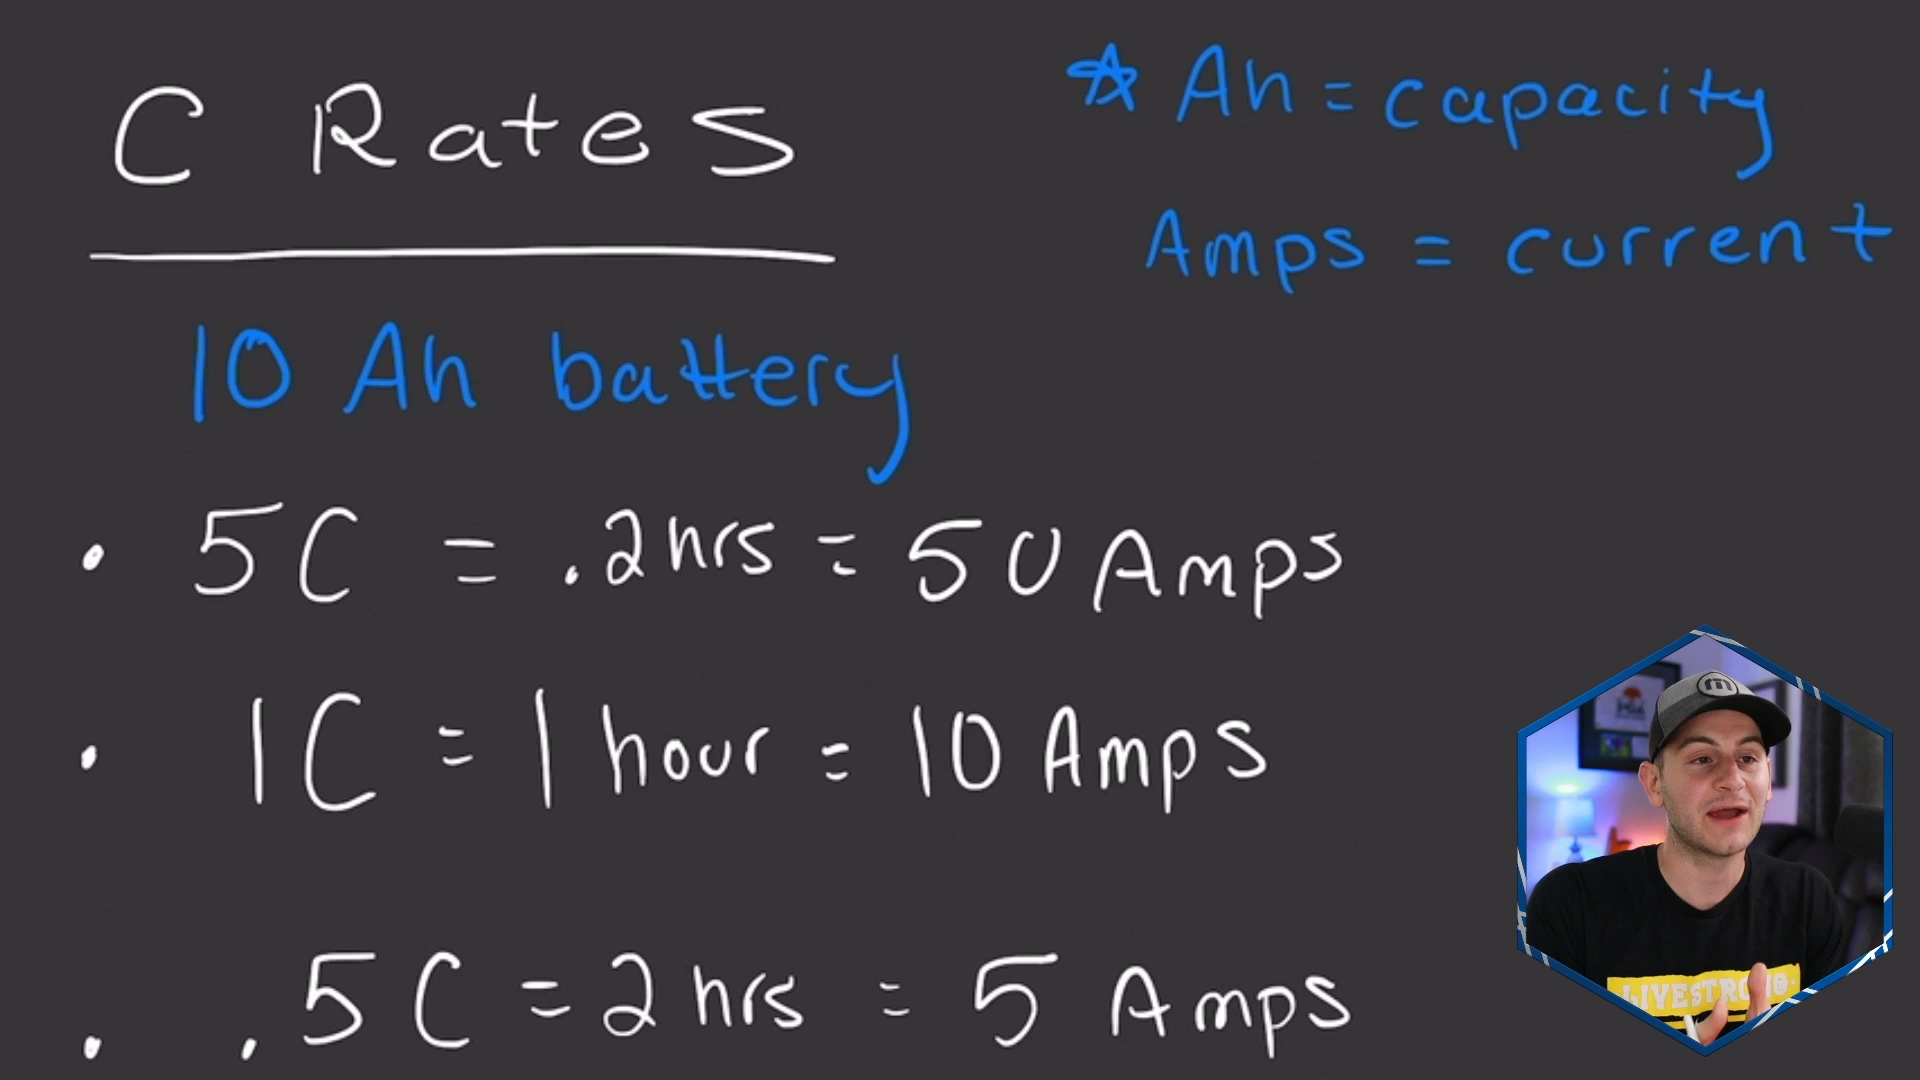 C Rates
☆ Ah = capacity
Amps = current
10 Ah battery
• 5C = .2hrs = 50 Amps
• 1C = 1 hour = 10 Amps
• .5C = 2 hrs = 5 Amps
LIVESTRONG